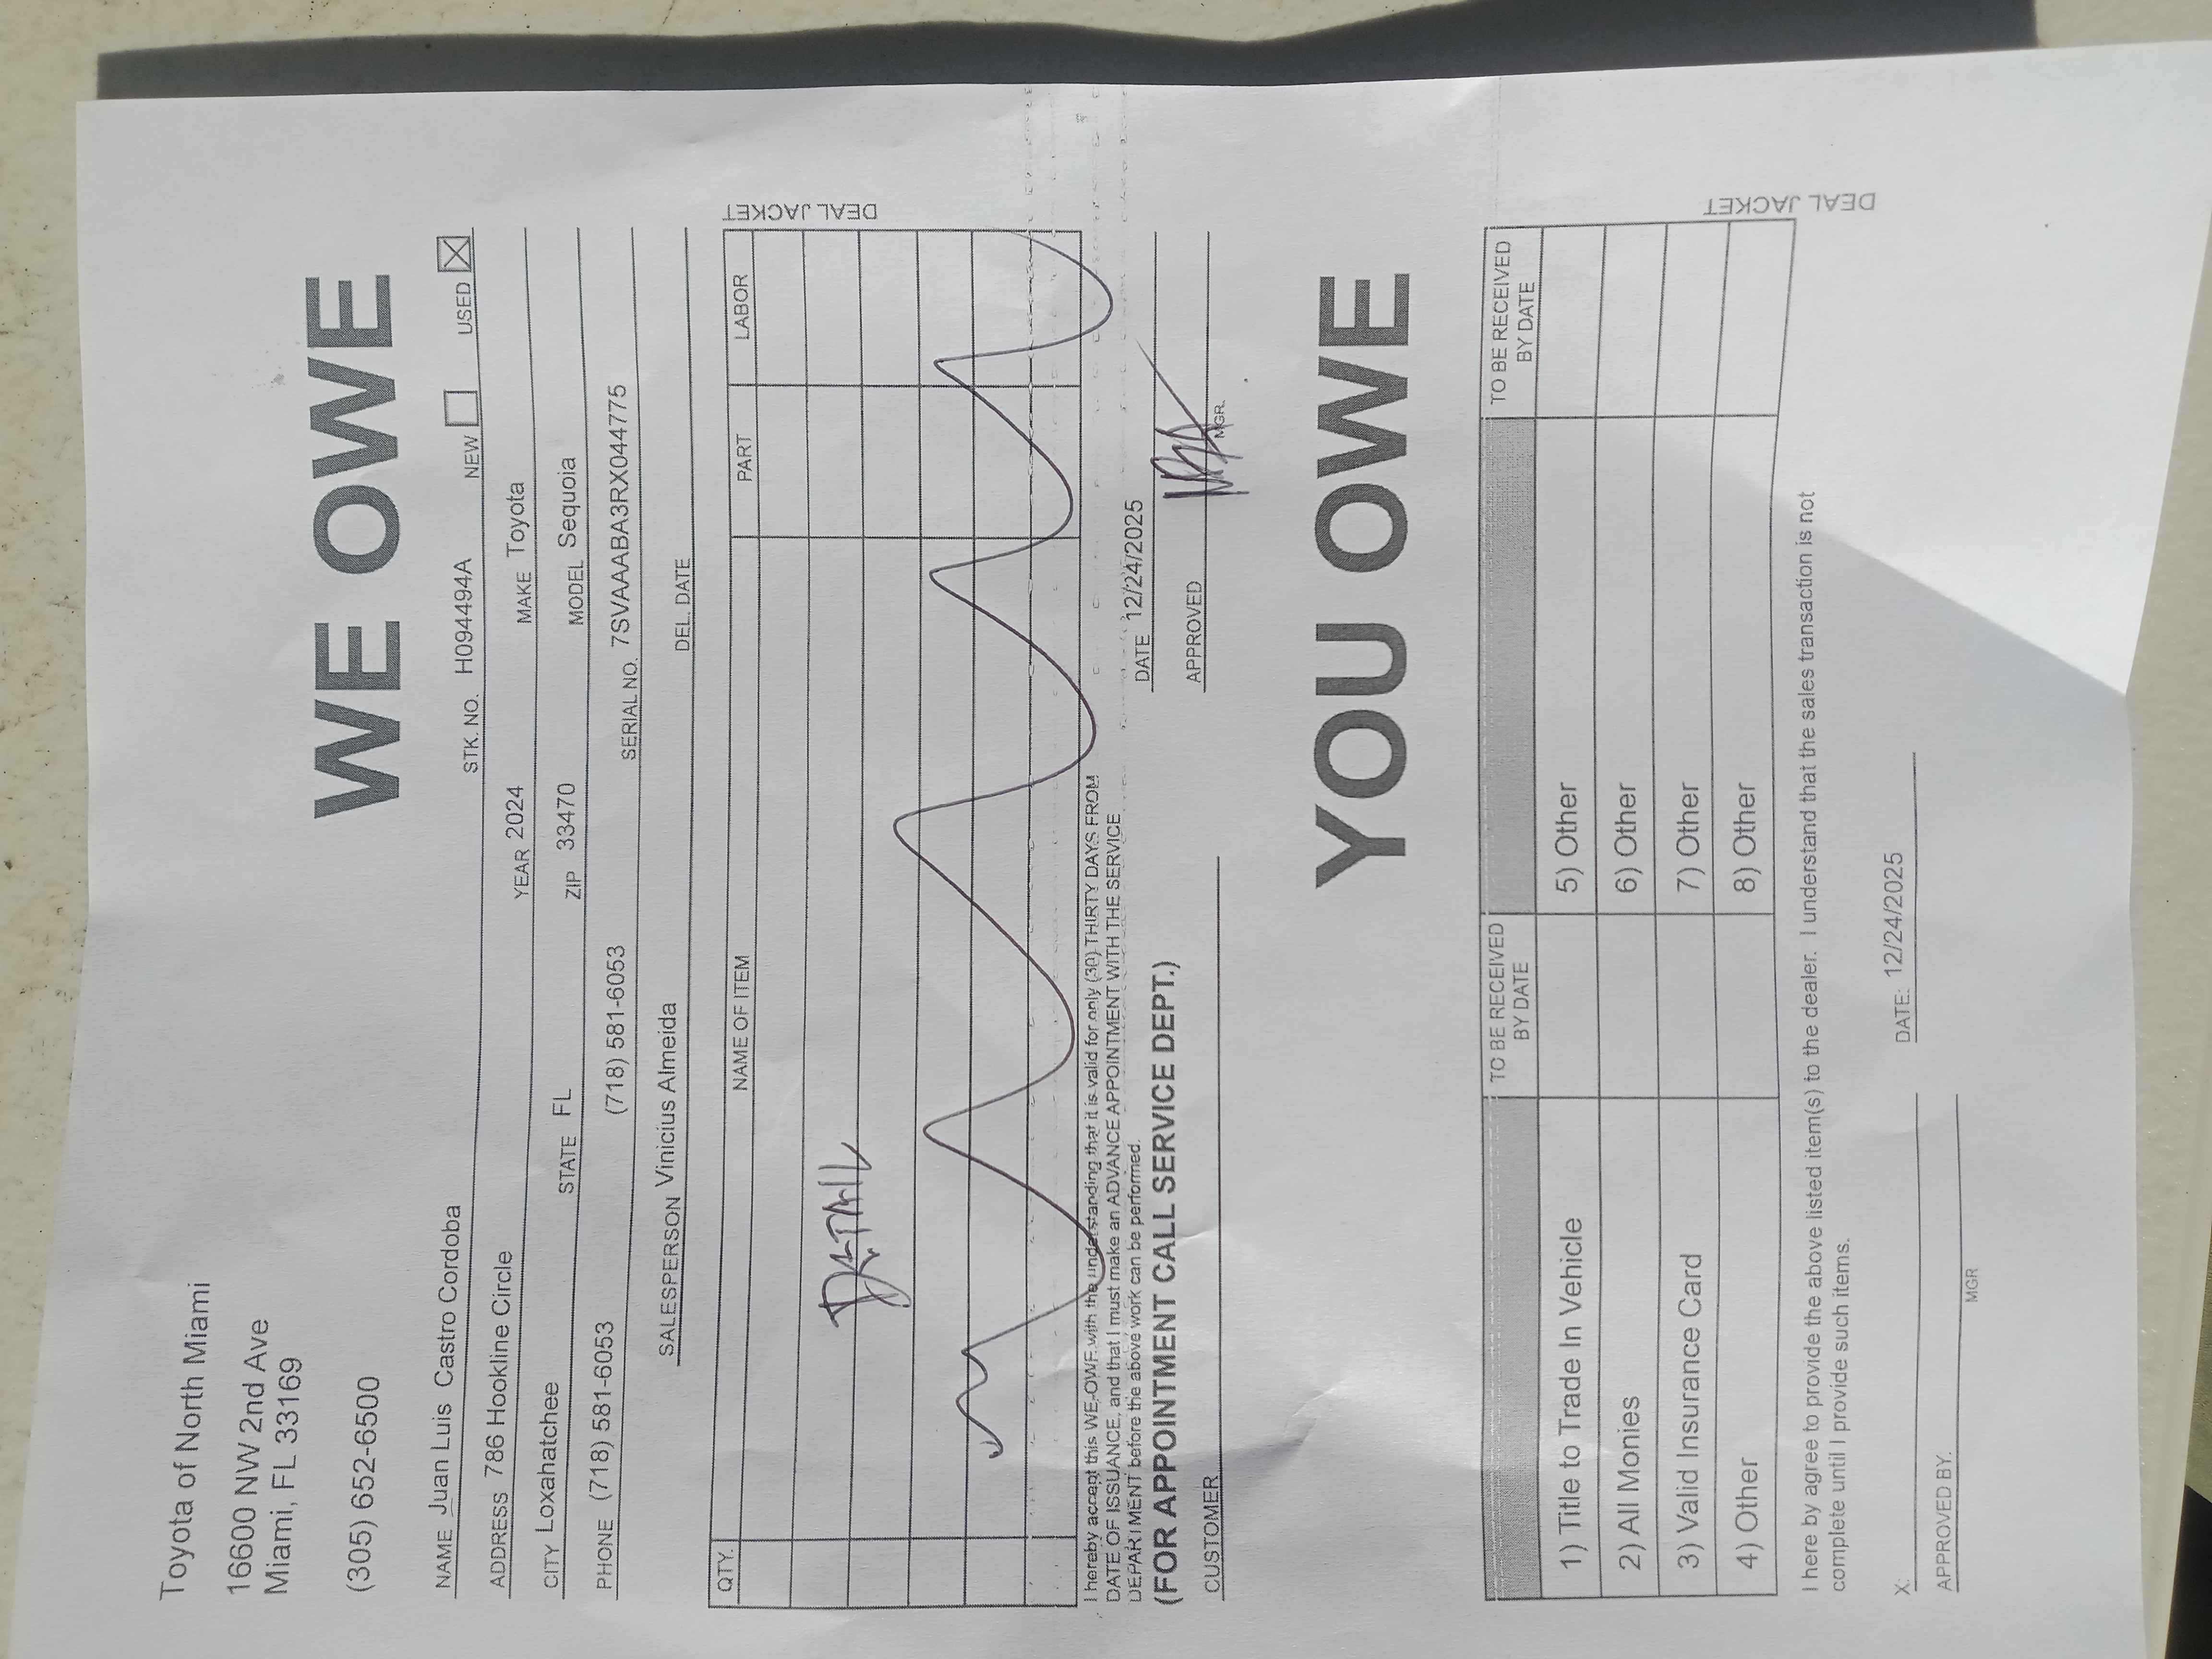 Toyota of North Miami
16600 NW 2nd Ave
Miami, FL 33169
(305) 652-6500
WE OWE
STK. NO. H094494A NEW USED ☒
NAME Juan Luis Castro Cordoba
ADDRESS 786 Hookline Circle YEAR 2024 MAKE Toyota
CITY Loxahatchee STATE FL ZIP 33470 MODEL Sequoia
PHONE (718) 581-6053 (718) 581-6053 SERIAL NO. 7SVAAABA3RX044775
SALESPERSON Vinicius Almeida DEL. DATE
QTY. NAME OF ITEM PART LABOR
DETAIL
DEAL JACKET
I hereby accept this WE-OWE with the understanding that it is valid for only (30) THIRTY DAYS FROM
DATE OF ISSUANCE, and that I must make an ADVANCE APPOINTMENT WITH THE SERVICE
DEPARTMENT before the above work can be performed.
(FOR APPOINTMENT CALL SERVICE DEPT.)
DATE 12/24/2025
CUSTOMER APPROVED
MGR.
YOU OWE
TO BE RECEIVED BY DATE TO BE RECEIVED BY DATE
1) Title to Trade In Vehicle 5) Other
2) All Monies 6) Other
3) Valid Insurance Card 7) Other
4) Other 8) Other
DEAL JACKET
I here by agree to provide the above listed item(s) to the dealer. I understand that the sales transaction is not
complete until I provide such items.
X: DATE: 12/24/2025
APPROVED BY.
MGR